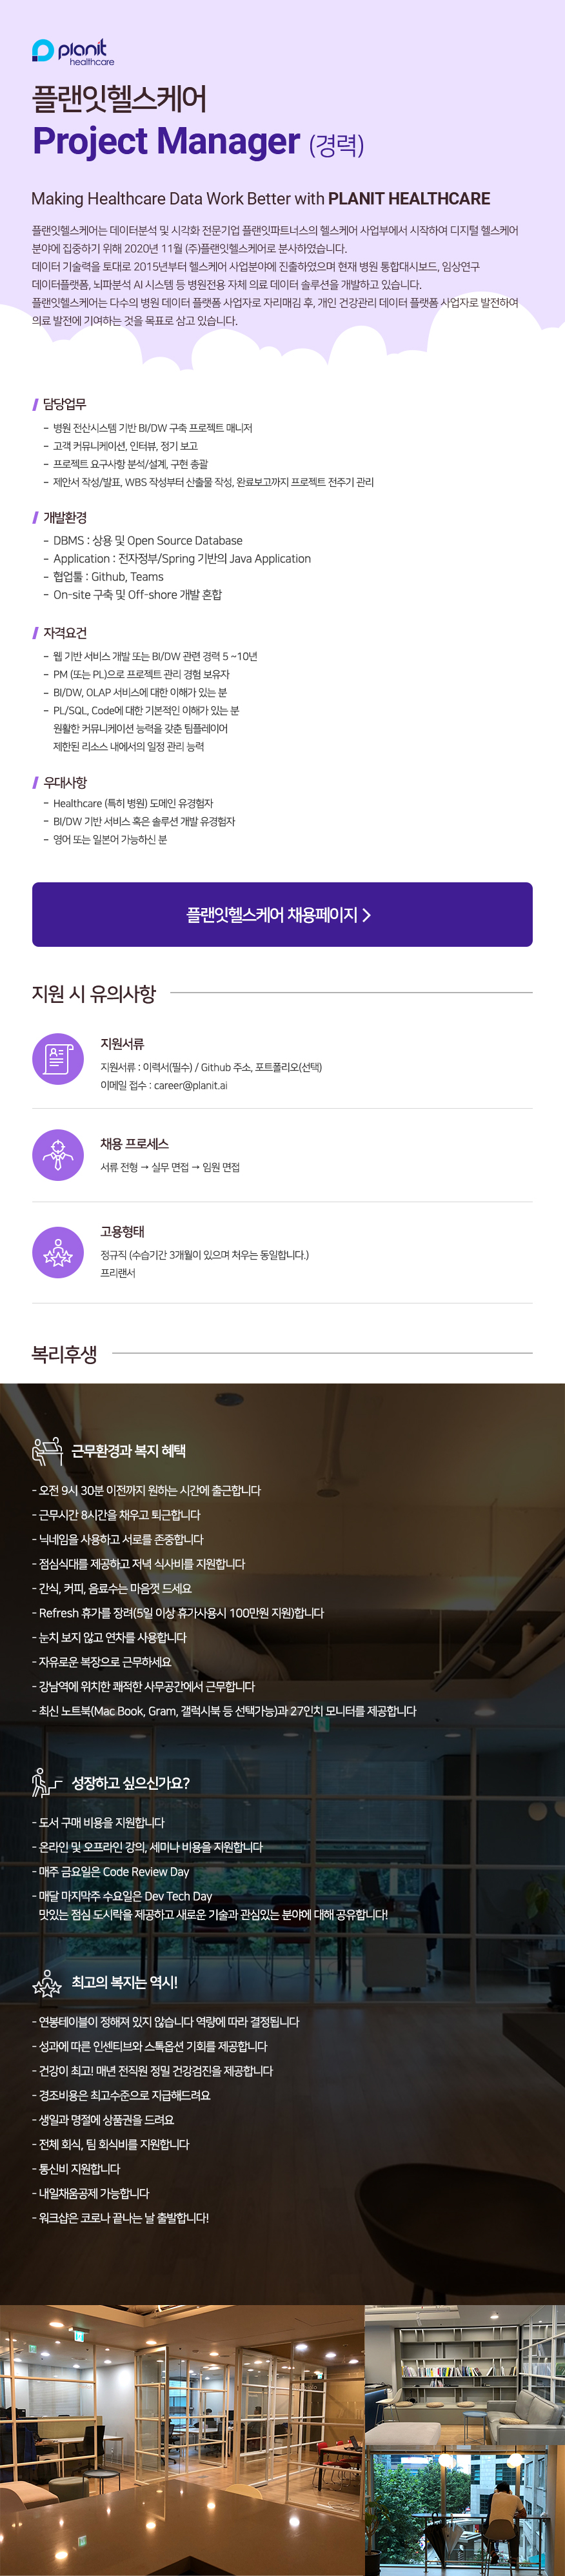 planit
healthcare
플랜잇헬스케어
Project Manager (경력)
Making Healthcare Data Work Better with PLANIT HEALTHCARE
플랜잇헬스케어는 데이터분석 및 시각화 전문기업 플랜잇파트너스의 헬스케어 사업부에서 시작하여 디지털 헬스케어
분야에 집중하기 위해 2020년 11월 (주)플랜잇헬스케어로 분사하였습니다.
데이터 기술력을 토대로 2015년부터 헬스케어 사업분야에 진출하였으며 현재 병원 통합대시보드, 임상연구
데이터플랫폼, 뇌파분석 AI 시스템 등 병원전용 자체 의료 데이터 솔루션을 개발하고 있습니다.
플랜잇헬스케어는 다수의 병원 데이터 플랫폼 사업자로 자리매김 후, 개인 건강관리 데이터 플랫폼 사업자로 발전하여
의료 발전에 기여하는 것을 목표로 삼고 있습니다.
담당업무
- 병원 전산시스템 기반 BI/DW 구축 프로젝트 매니저
- 고객 커뮤니케이션, 인터뷰, 정기 보고
- 프로젝트 요구사항 분석/설계, 구현 총괄
- 제안서 작성/발표, WBS 작성부터 산출물 작성, 완료보고까지 프로젝트 전주기 관리
개발환경
- DBMS : 상용 및 Open Source Database
- Application : 전자정부/Spring 기반의 Java Application
- 협업툴 : Github, Teams
- On-site 구축 및 Off-shore 개발 혼합
자격요건
- 웹 기반 서비스 개발 또는 BI/DW 관련 경력 5 ~10년
- PM (또는 PL)으로 프로젝트 관리 경험 보유자
- BI/DW, OLAP 서비스에 대한 이해가 있는 분
- PL/SQL, Code에 대한 기본적인 이해가 있는 분
원활한 커뮤니케이션 능력을 갖춘 팀플레이어
제한된 리소스 내에서의 일정 관리 능력
우대사항
- Healthcare (특히 병원) 도메인 유경험자
- BI/DW 기반 서비스 혹은 솔루션 개발 유경험자
- 영어 또는 일본어 가능하신 분
플랜잇헬스케어 채용페이지 >
지원 시 유의사항
지원서류
지원서류 : 이력서(필수) / Github 주소, 포트폴리오(선택)
이메일 접수 : career@planit.ai
채용 프로세스
서류 전형 → 실무 면접 → 임원 면접
고용형태
정규직 (수습기간 3개월이 있으며 처우는 동일합니다.)
프리랜서
복리후생
근무환경과 복지 혜택
- 오전 9시 30분 이전까지 원하는 시간에 출근합니다
- 근무시간 8시간을 채우고 퇴근합니다
- 닉네임을 사용하고 서로를 존중합니다
- 점심식대를 제공하고 저녁 식사비를 지원합니다
- 간식, 커피, 음료수는 마음껏 드세요
- Refresh 휴가를 장려(5일 이상 휴가사용시 100만원 지원)합니다
- 눈치 보지 않고 연차를 사용합니다
- 자유로운 복장으로 근무하세요
- 강남역에 위치한 쾌적한 사무공간에서 근무합니다
- 최신 노트북(Mac Book, Gram, 갤럭시북 등 선택가능)과 27인치 모니터를 제공합니다
성장하고 싶으신가요?
- 도서 구매 비용을 지원합니다
- 온라인 및 오프라인 강의, 세미나 비용을 지원합니다
- 매주 금요일은 Code Review Day
- 매달 마지막주 수요일은 Dev Tech Day
맛있는 점심 도시락을 제공하고 새로운 기술과 관심있는 분야에 대해 공유합니다!
최고의 복지는 역시!
- 연봉테이블이 정해져 있지 않습니다 역량에 따라 결정됩니다
- 성과에 따른 인센티브와 스톡옵션 기회를 제공합니다
- 건강이 최고! 매년 전직원 정밀 건강검진을 제공합니다
- 경조비용은 최고수준으로 지급해드려요
- 생일과 명절에 상품권을 드려요
- 전체 회식, 팀 회식비를 지원합니다
- 통신비 지원합니다
- 내일채움공제 가능합니다
- 워크샵은 코로나 끝나는 날 출발합니다!